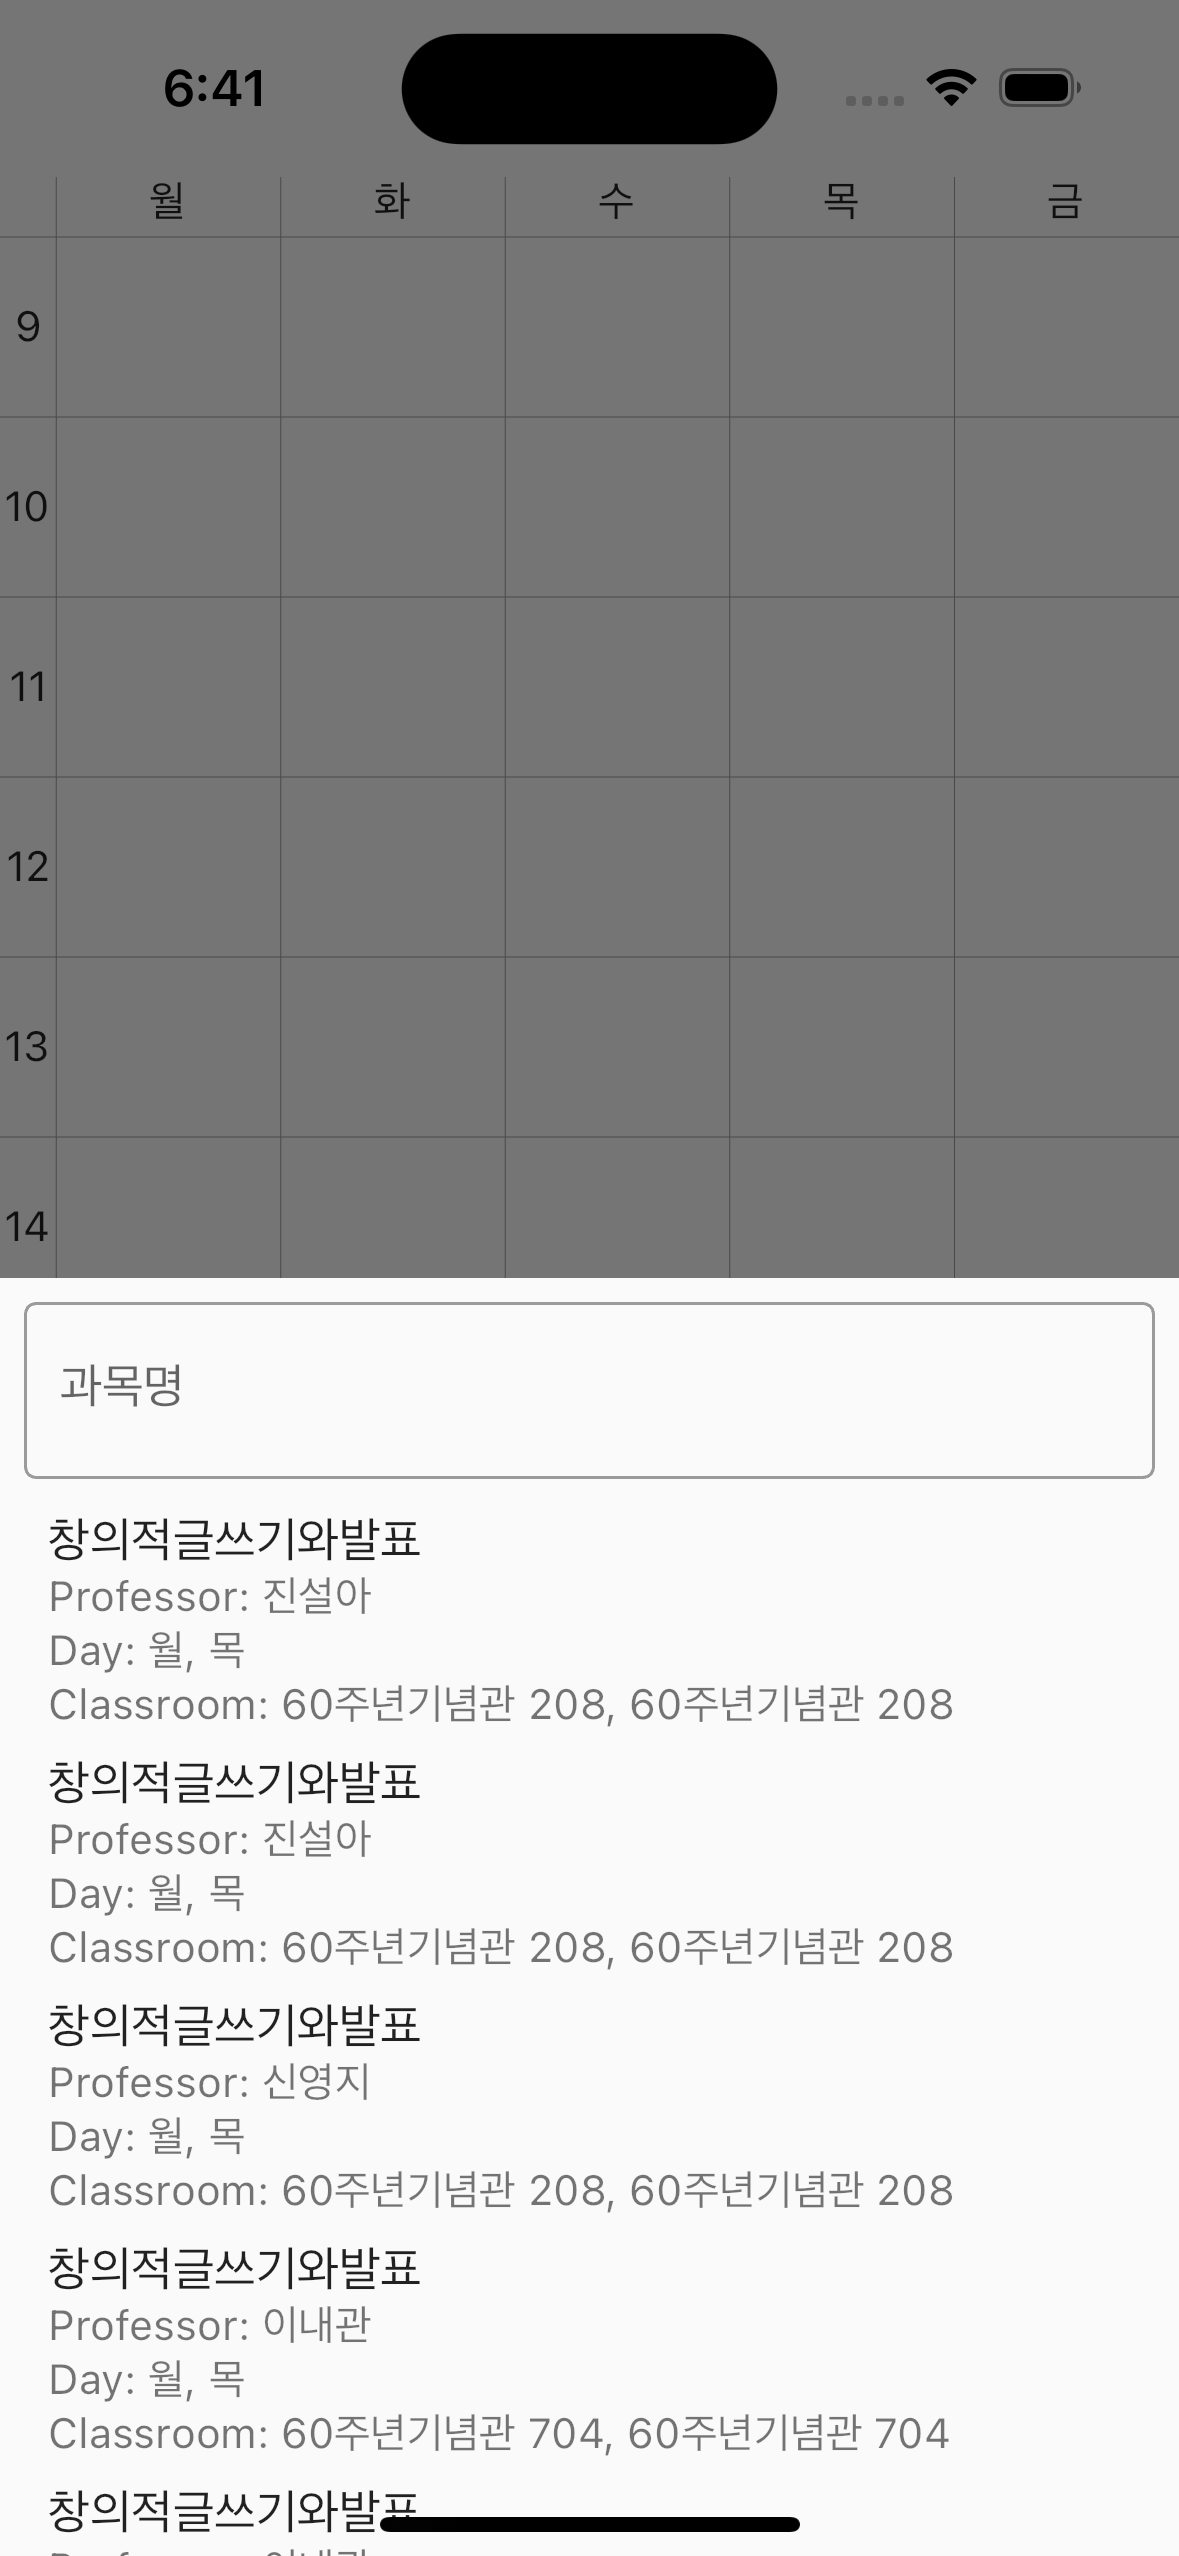 6:41
월 화 수 목 금
9
10
11
12
13
14
과목명
창의적글쓰기와발표
Professor: 진설아
Day: 월, 목
Classroom: 60주년기념관 208, 60주년기념관 208
창의적글쓰기와발표
Professor: 진설아
Day: 월, 목
Classroom: 60주년기념관 208, 60주년기념관 208
창의적글쓰기와발표
Professor: 신영지
Day: 월, 목
Classroom: 60주년기념관 208, 60주년기념관 208
창의적글쓰기와발표
Professor: 이내관
Day: 월, 목
Classroom: 60주년기념관 704, 60주년기념관 704
창의적글쓰기와발표